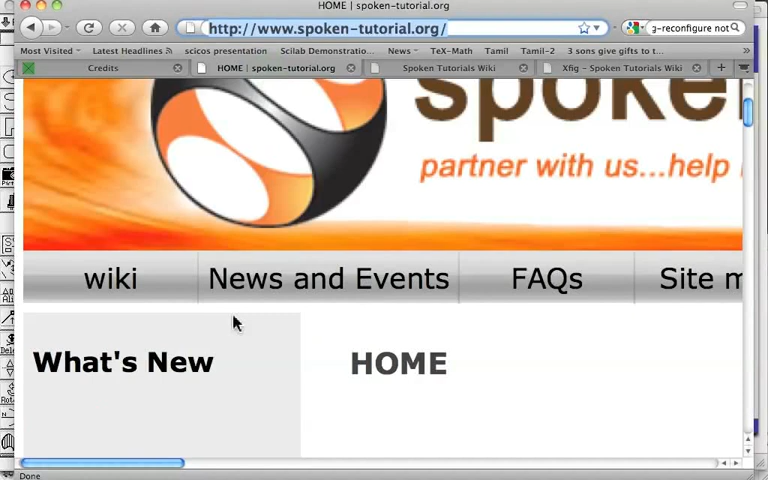 HOME | spoken-tutorial.org
http://www.spoken-tutorial.org/
g-reconfigure not
Most Visited Latest Headlines scicos presentation Scilab Demonstratio... News TeX-Math Tamil Tamil-2 3 sons give gifts to t...
Credits HOME | spoken-tutorial.org Spoken Tutorials Wiki Xfig - Spoken Tutorials Wiki
spoken
partner with us...help
wiki News and Events FAQs Site m
What's New
HOME
Done